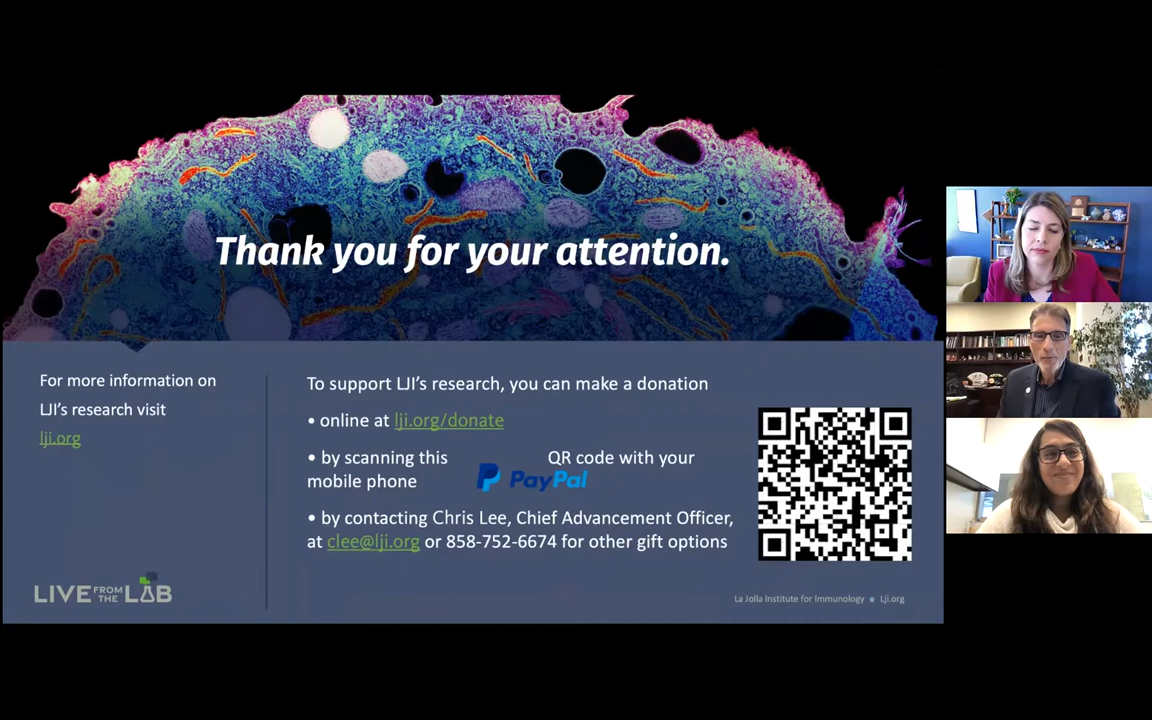 Thank you for your attention.
For more information on
LJI's research visit
lji.org
To support LJI's research, you can make a donation
• online at lji.org/donate
• by scanning this PayPal QR code with your
mobile phone
• by contacting Chris Lee, Chief Advancement Officer,
at clee@lji.org or 858-752-6674 for other gift options
LIVE FROM THE LAB
La Jolla Institute for Immunology • Lji.org